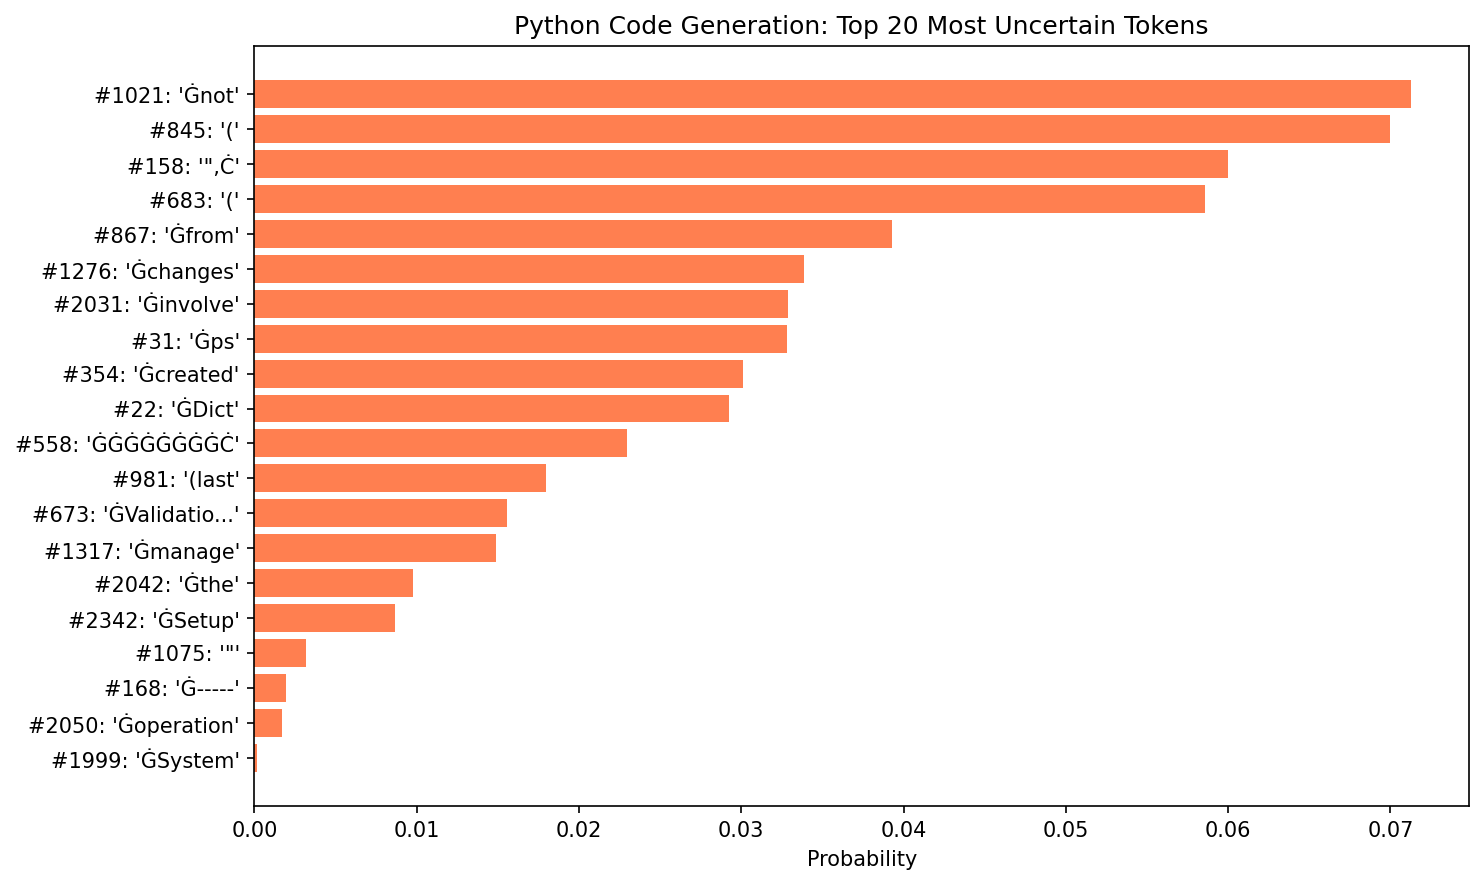 Python Code Generation: Top 20 Most Uncertain Tokens
#1021: 'Ġnot'
#845: '('
#158: '",Ċ'
#683: '('
#867: 'Ġfrom'
#1276: 'Ġchanges'
#2031: 'Ġinvolve'
#31: 'Ġps'
#354: 'Ġcreated'
#22: 'ĠDict'
#558: 'ĠĠĠĠĠĠĠĠĊ'
#981: '(last'
#673: 'ĠValidatio...'
#1317: 'Ġmanage'
#2042: 'Ġthe'
#2342: 'ĠSetup'
#1075: '"'
#168: 'Ġ-----'
#2050: 'Ġoperation'
#1999: 'ĠSystem'
0.00 0.01 0.02 0.03 0.04 0.05 0.06 0.07
Probability